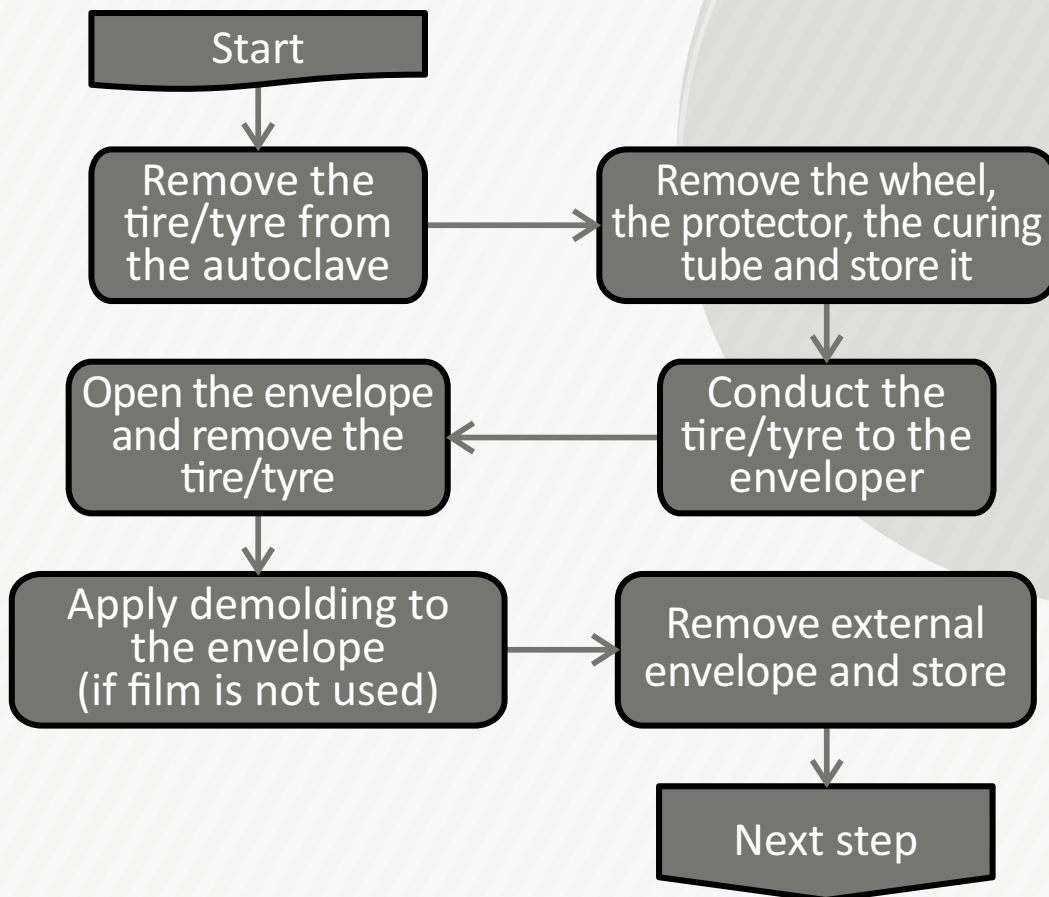 Start
Remove the
tire/tyre from
the autoclave
Remove the wheel,
the protector, the curing
tube and store it
Conduct the
tire/tyre to the
enveloper
Open the envelope
and remove the
tire/tyre
Apply demolding to
the envelope
(if film is not used)
Remove external
envelope and store
Next step